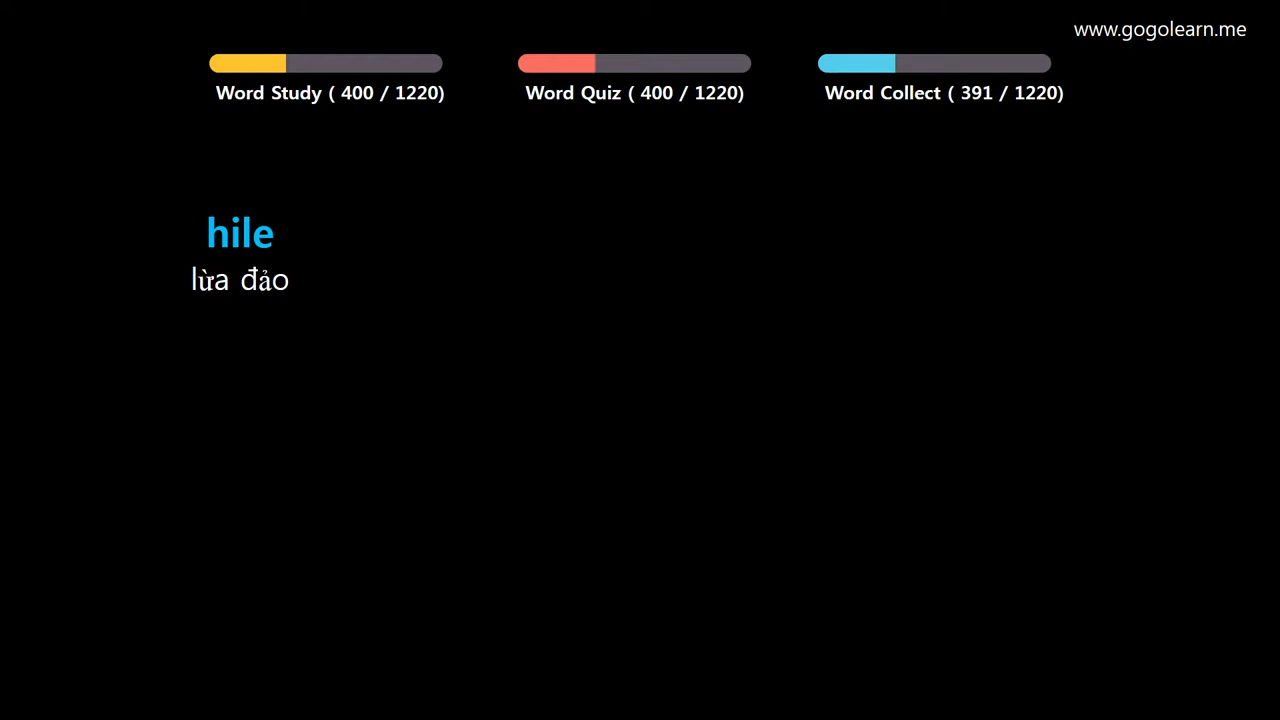 www.gogolearn.me
Word Study ( 400 / 1220)
Word Quiz ( 400 / 1220)
Word Collect ( 391 / 1220)
hile
lừa đảo